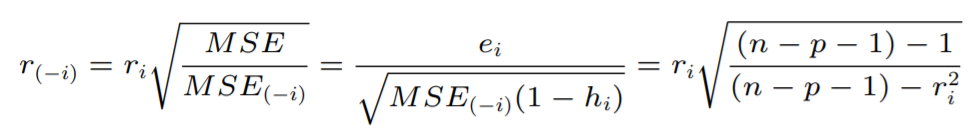 r_{(-i)} = r_i \sqrt{\frac{MSE}{MSE_{(-i)}}} = \frac{e_i}{\sqrt{MSE_{(-i)}(1 - h_i)}} = r_i \sqrt{\frac{(n - p - 1) - 1}{(n - p - 1) - r_i^2}}